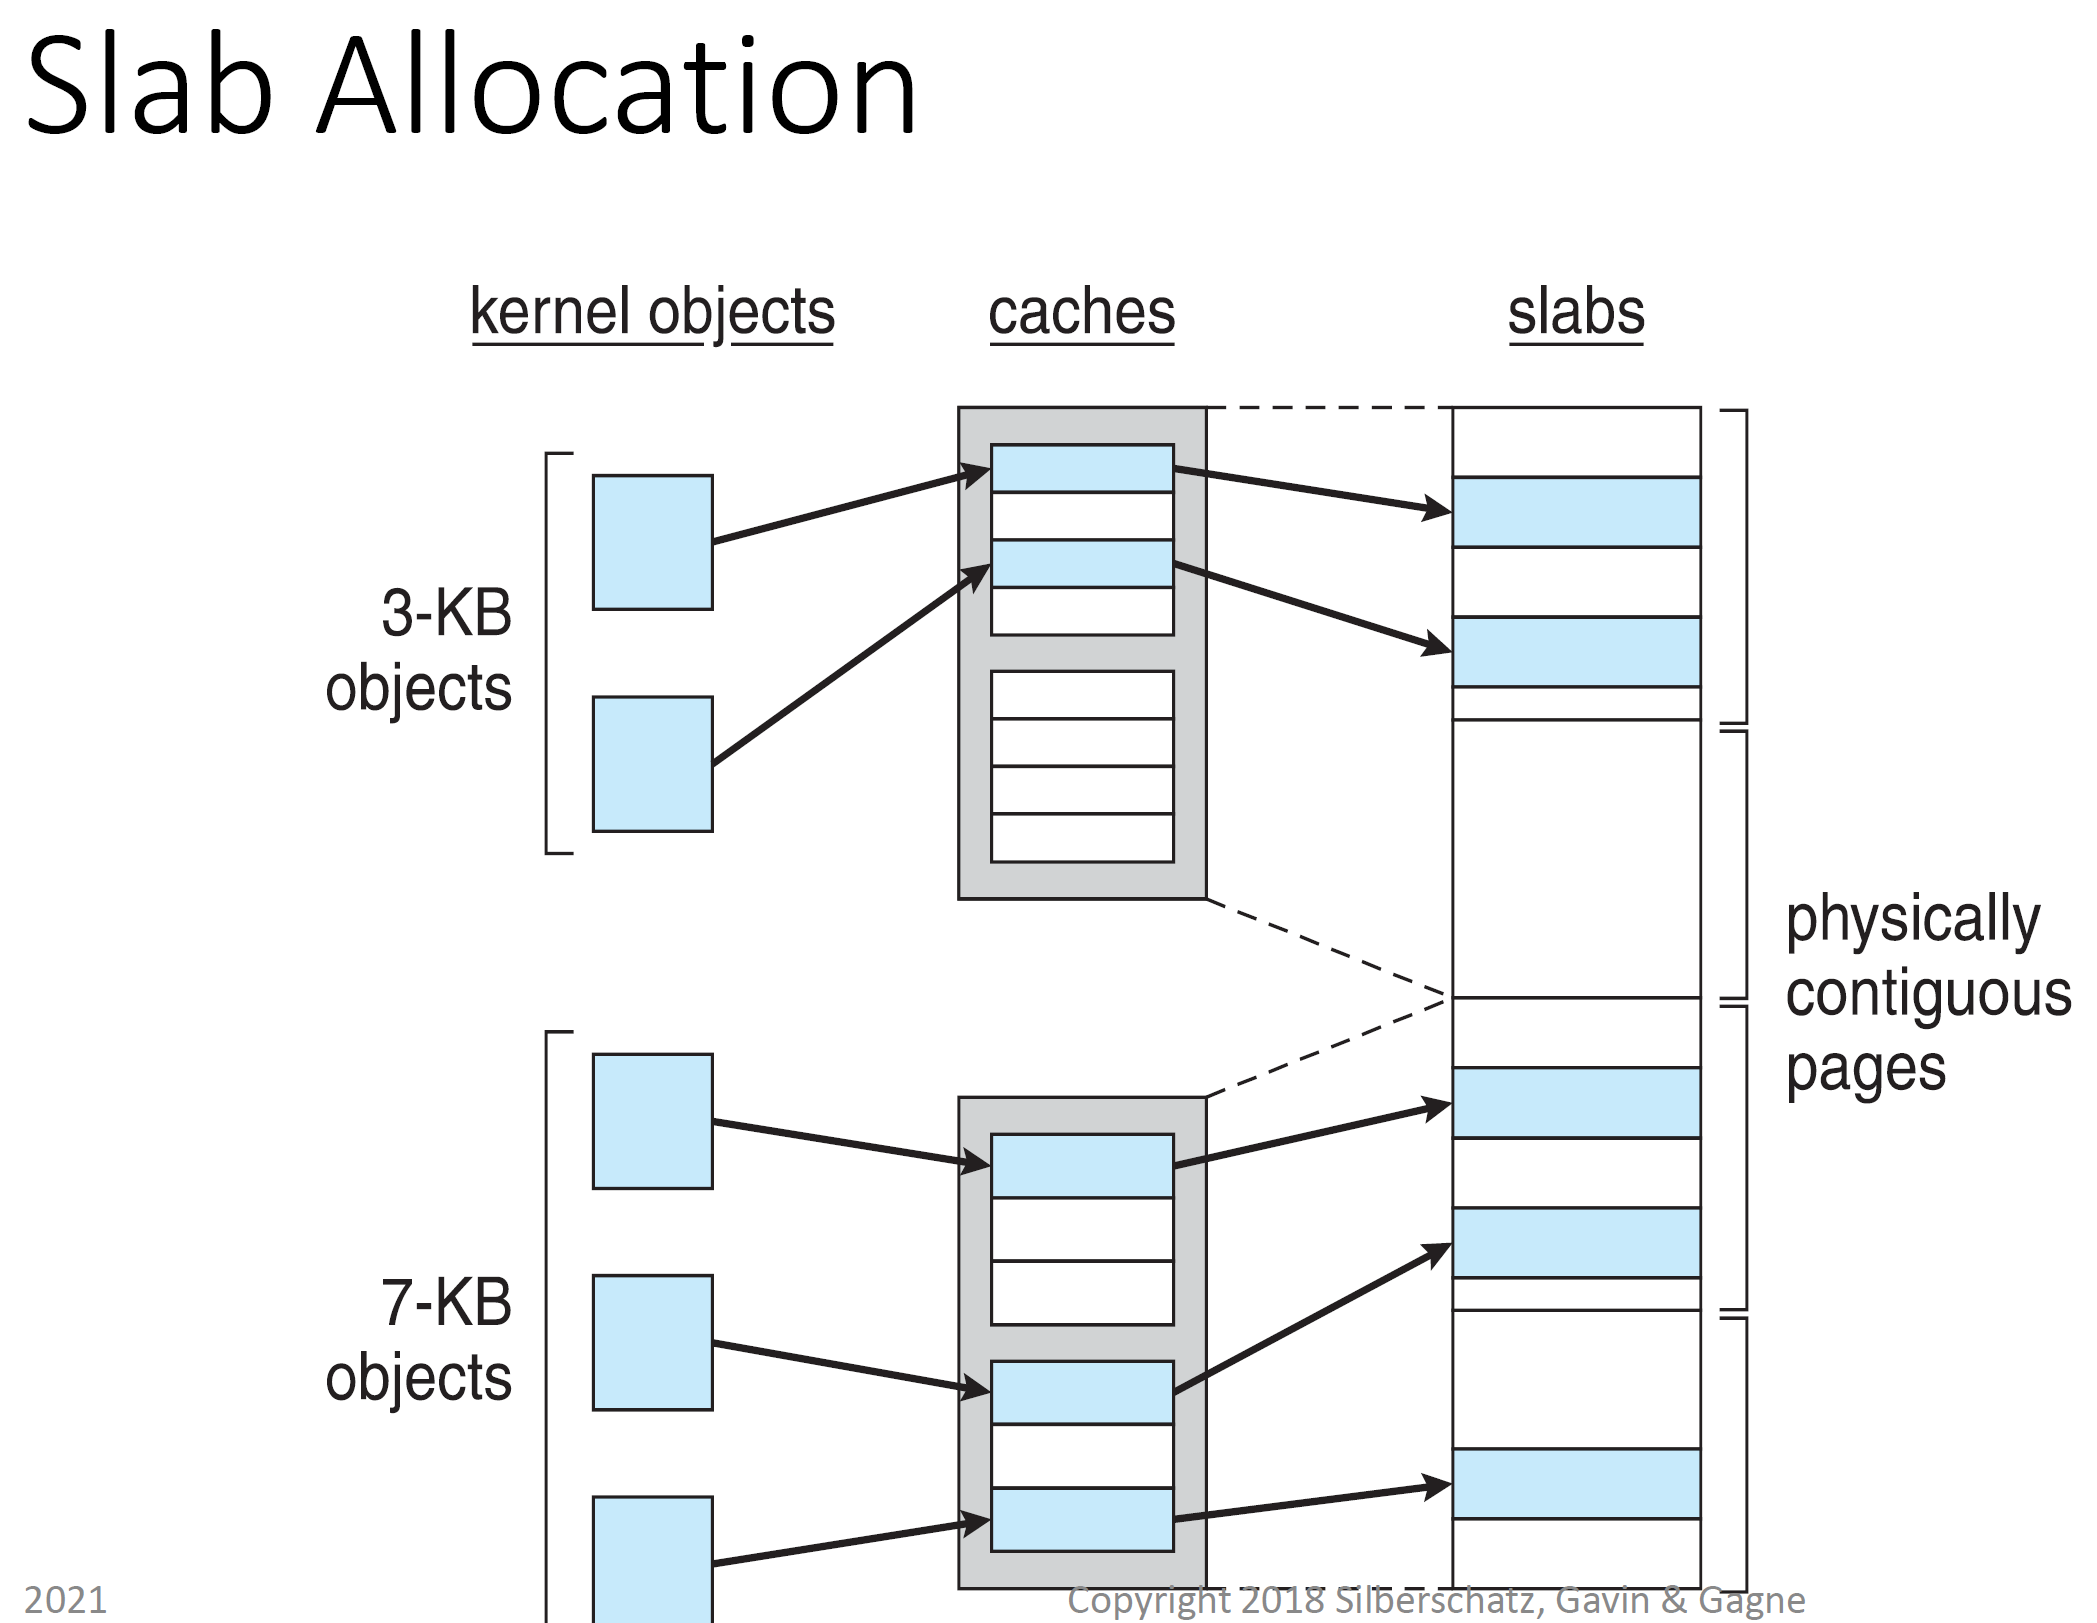 Slab Allocation
kernel objects
caches
slabs
3-KB
objects
physically
contiguous
pages
7-KB
objects
2021
Copyright 2018 Silberschatz, Gavin & Gagne